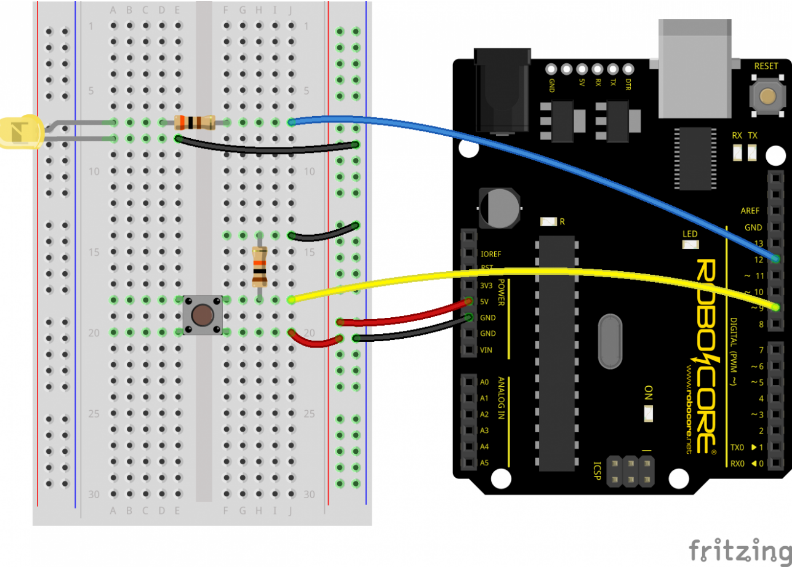 A B C D E F G H I J
1 1
5 5
10 10
15 15
20 20
25 25
30 30
A B C D E F G H I J
GND 5V RX TX DTR
RESET
RX TX
R
LED
IOREF
RST
3V3
5V
GND
GND
VIN
POWER
A0
A1
A2
A3
A4
A5
ANALOG IN
AREF
GND
13
12
~ 11
~ 10
~ 9
8
7
~ 6
~ 5
4
~ 3
2
TX0 ▶ 1
RX0 ◀ 0
DIGITAL (PWM ~)
ROBOCORE
®
www.robocore.net
ON
ICSP
1
fritzing